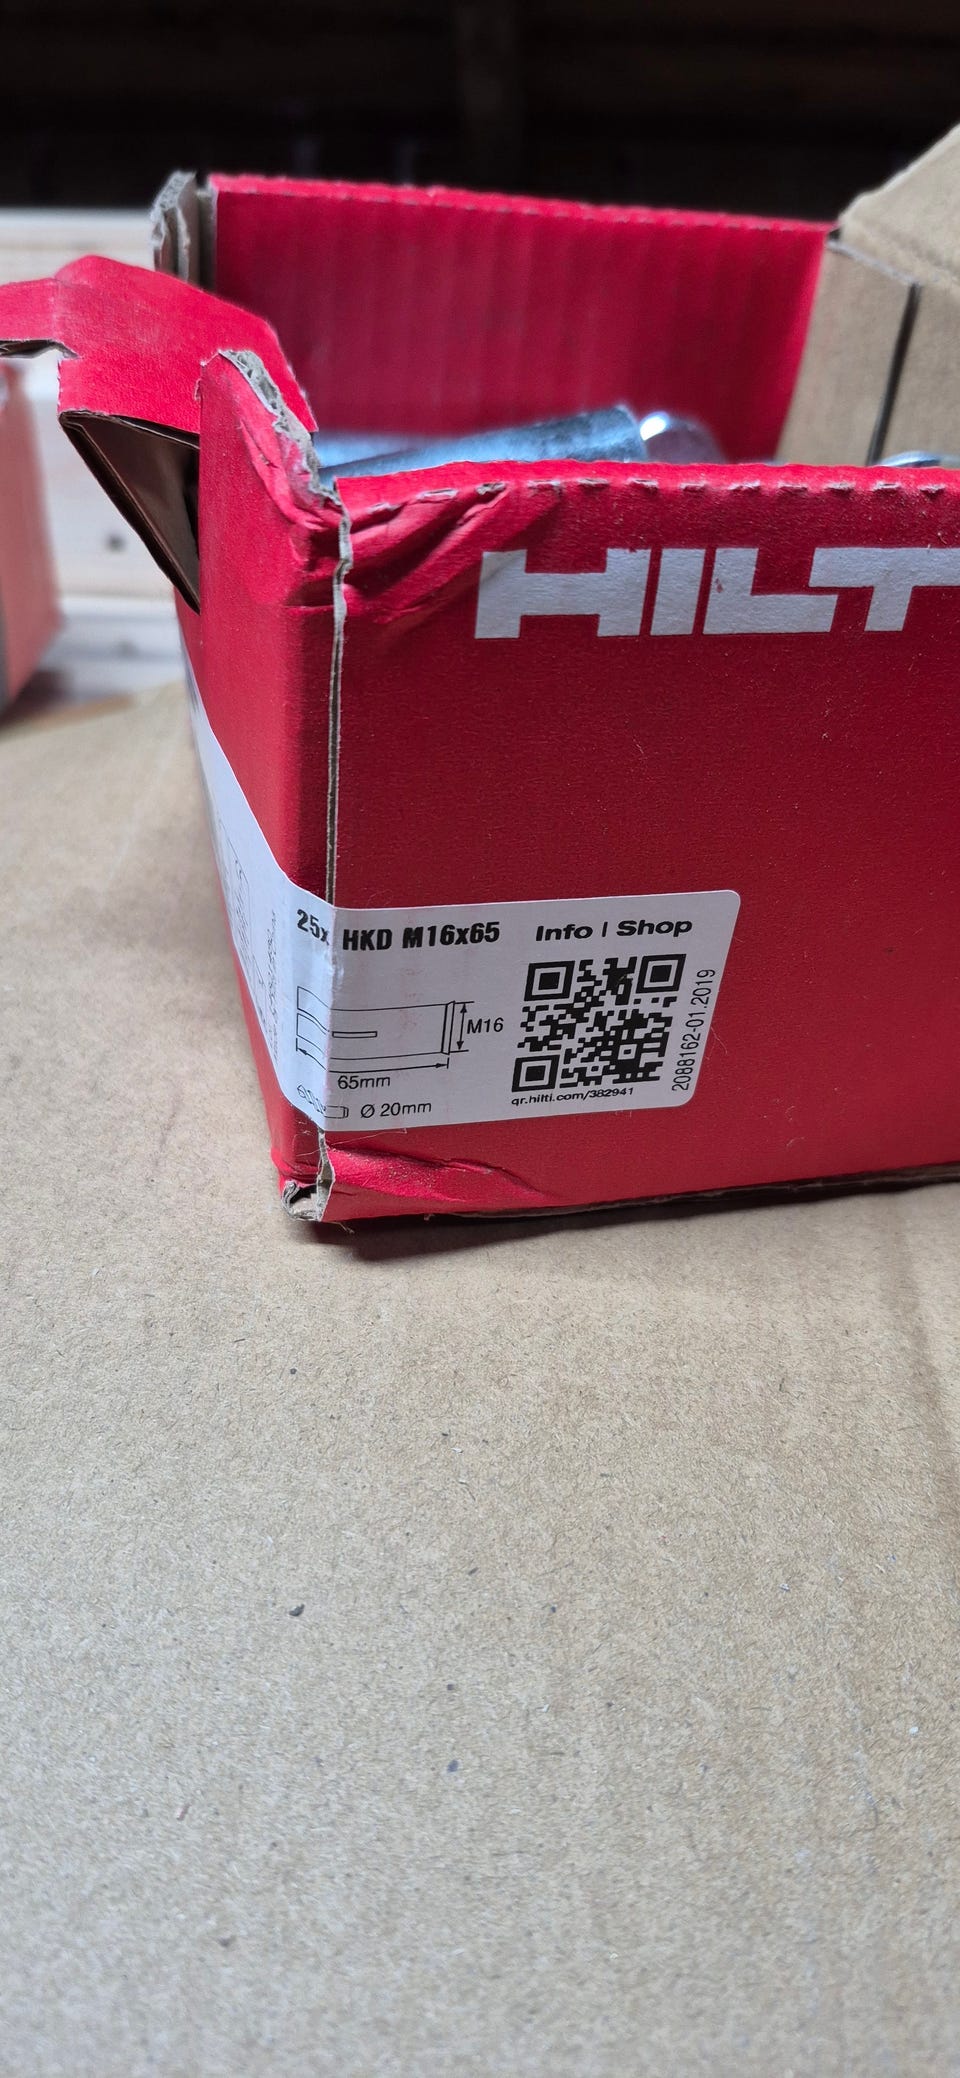 HILT
25x HKD M16x65
Info | Shop
M16
65mm
Ø 20mm
qr.hilti.com/382941
2088162-01.2019